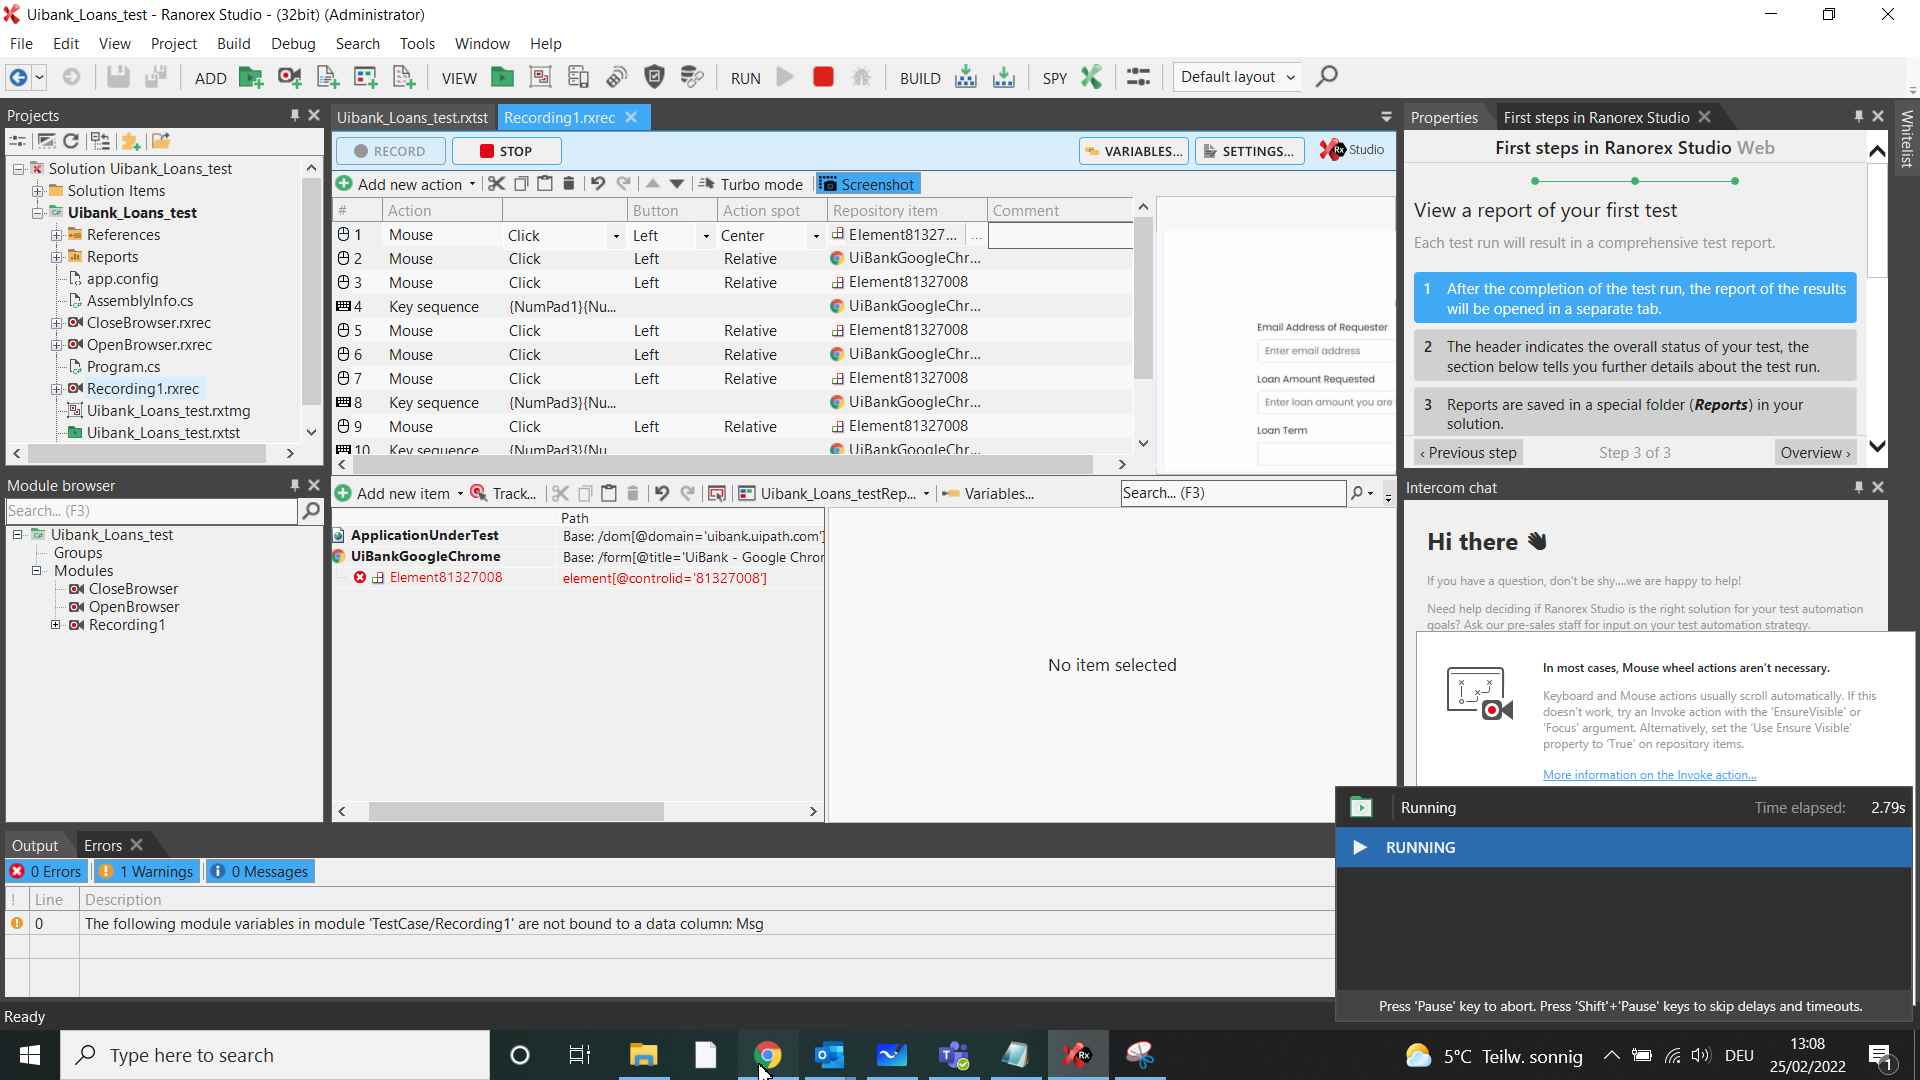 Uibank_Loans_test - Ranorex Studio - (32bit) (Administrator)
File Edit View Project Build Debug Search Tools Window Help
ADD VIEW RUN BUILD SPY Default layout
Projects
Solution Uibank_Loans_test
Solution Items
Uibank_Loans_test
References
Reports
app.config
AssemblyInfo.cs
CloseBrowser.rxrec
OpenBrowser.rxrec
Program.cs
Recording1.rxrec
Uibank_Loans_test.rxtmg
Uibank_Loans_test.rxtst
Module browser
Search... (F3)
Uibank_Loans_test
Groups
Modules
CloseBrowser
OpenBrowser
Recording1
Uibank_Loans_test.rxtst Recording1.rxrec
RECORD STOP VARIABLES... SETTINGS... Rx Studio
Add new action Turbo mode Screenshot
# Action Button Action spot Repository item Comment
1 Mouse Click Left Center Element81327... ...
2 Mouse Click Left Relative UiBankGoogleChr...
3 Mouse Click Left Relative Element81327008
4 Key sequence {NumPad1}{Nu... UiBankGoogleChr...
5 Mouse Click Left Relative Element81327008
6 Mouse Click Left Relative UiBankGoogleChr...
7 Mouse Click Left Relative Element81327008
8 Key sequence {NumPad3}{Nu... UiBankGoogleChr...
9 Mouse Click Left Relative Element81327008
10 Key sequence {NumPad3}{Nu... UiBankGoogleChr...
Email Address of Requester
Enter email address
Loan Amount Requested
Enter loan amount you are
Loan Term
Add new item Track... Uibank_Loans_testRep... Variables... Search... (F3)
Path
ApplicationUnderTest Base: /dom[@domain='uibank.uipath.com']
UiBankGoogleChrome Base: /form[@title='UiBank - Google Chror
Element81327008 element[@controlid='81327008']
No item selected
Properties First steps in Ranorex Studio
Whitelist
First steps in Ranorex Studio Web
View a report of your first test
Each test run will result in a comprehensive test report.
1 After the completion of the test run, the report of the results
will be opened in a separate tab.
2 The header indicates the overall status of your test, the
section below tells you further details about the test run.
3 Reports are saved in a special folder (Reports) in your
solution.
‹ Previous step Step 3 of 3 Overview ›
Intercom chat
Hi there
If you have a question, don't be shy....we are happy to help!
Need help deciding if Ranorex Studio is the right solution for your test automation
goals? Ask our pre-sales staff for input on your test automation strategy.
In most cases, Mouse wheel actions aren't necessary.
Keyboard and Mouse actions usually scroll automatically. If this
doesn't work, try an Invoke action with the 'EnsureVisible' or
'Focus' argument. Alternatively, set the 'Use Ensure Visible'
property to 'True' on repository items.
More information on the Invoke action...
Running Time elapsed: 2.79s
RUNNING
Press 'Pause' key to abort. Press 'Shift'+'Pause' keys to skip delays and timeouts.
Output Errors
0 Errors 1 Warnings 0 Messages
! Line Description
0 The following module variables in module 'TestCase/Recording1' are not bound to a data column: Msg
Ready
Type here to search
Rx
5°C Teilw. sonnig DEU
13:08
25/02/2022
1